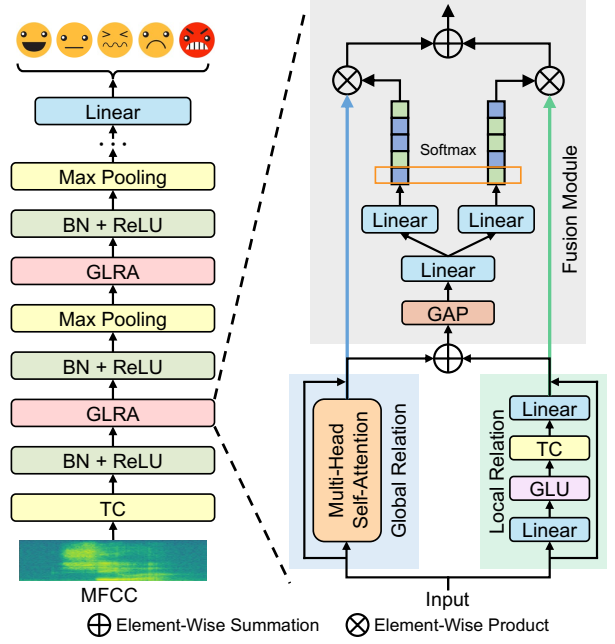 Linear
...
Max Pooling
BN + ReLU
GLRA
Max Pooling
BN + ReLU
GLRA
BN + ReLU
TC
MFCC
Softmax
Linear
Linear
Linear
GAP
Fusion Module
Multi-Head
Self-Attention
Global Relation
Local Relation
Linear
TC
GLU
Linear
Input
Element-Wise Summation
Element-Wise Product